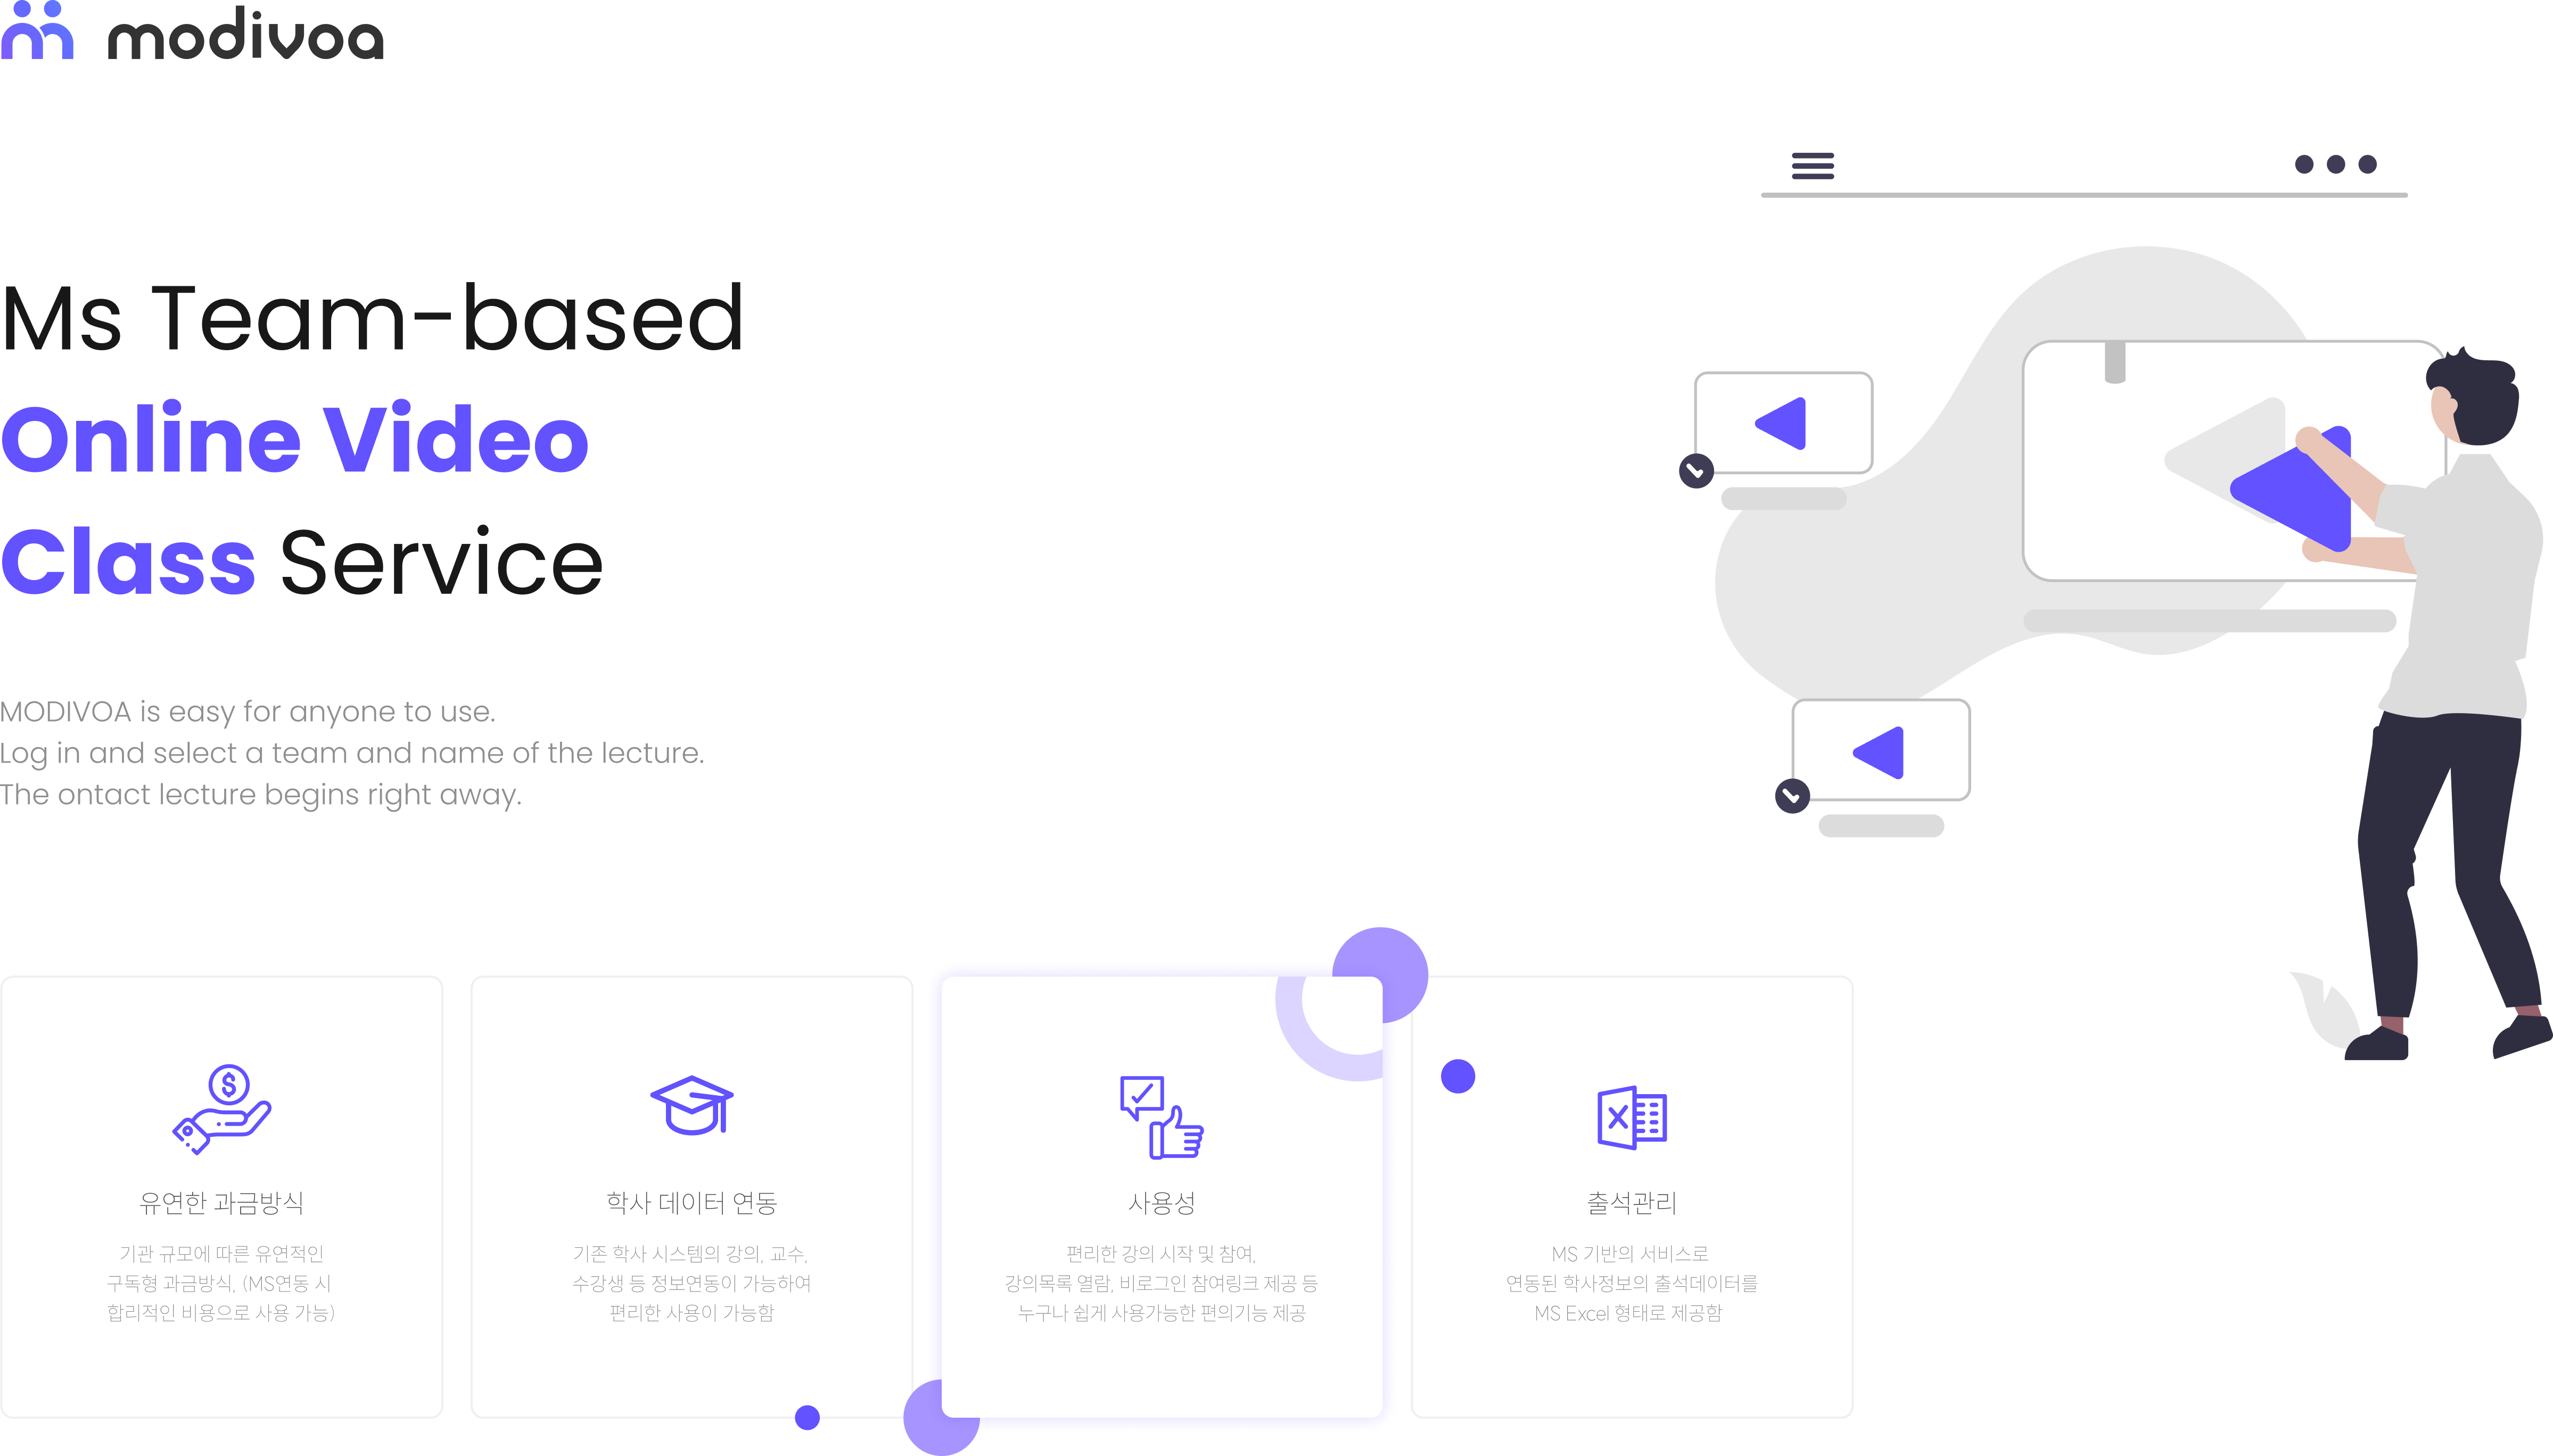 modivoa
Ms Team-based
Online Video
Class Service
MODIVOA is easy for anyone to use.
Log in and select a team and name of the lecture.
The ontact lecture begins right away.
유연한 과금방식
기관 규모에 따른 유연적인
구독형 과금방식, (MS연동 시
합리적인 비용으로 사용 가능)
학사 데이터 연동
기존 학사 시스템의 강의, 교수,
수강생 등 정보연동이 가능하여
편리한 사용이 가능함
사용성
편리한 강의 시작 및 참여,
강의목록 열람, 비로그인 참여링크 제공 등
누구나 쉽게 사용가능한 편의기능 제공
출석관리
MS 기반의 서비스로
연동된 학사정보의 출석데이터를
MS Excel 형태로 제공함